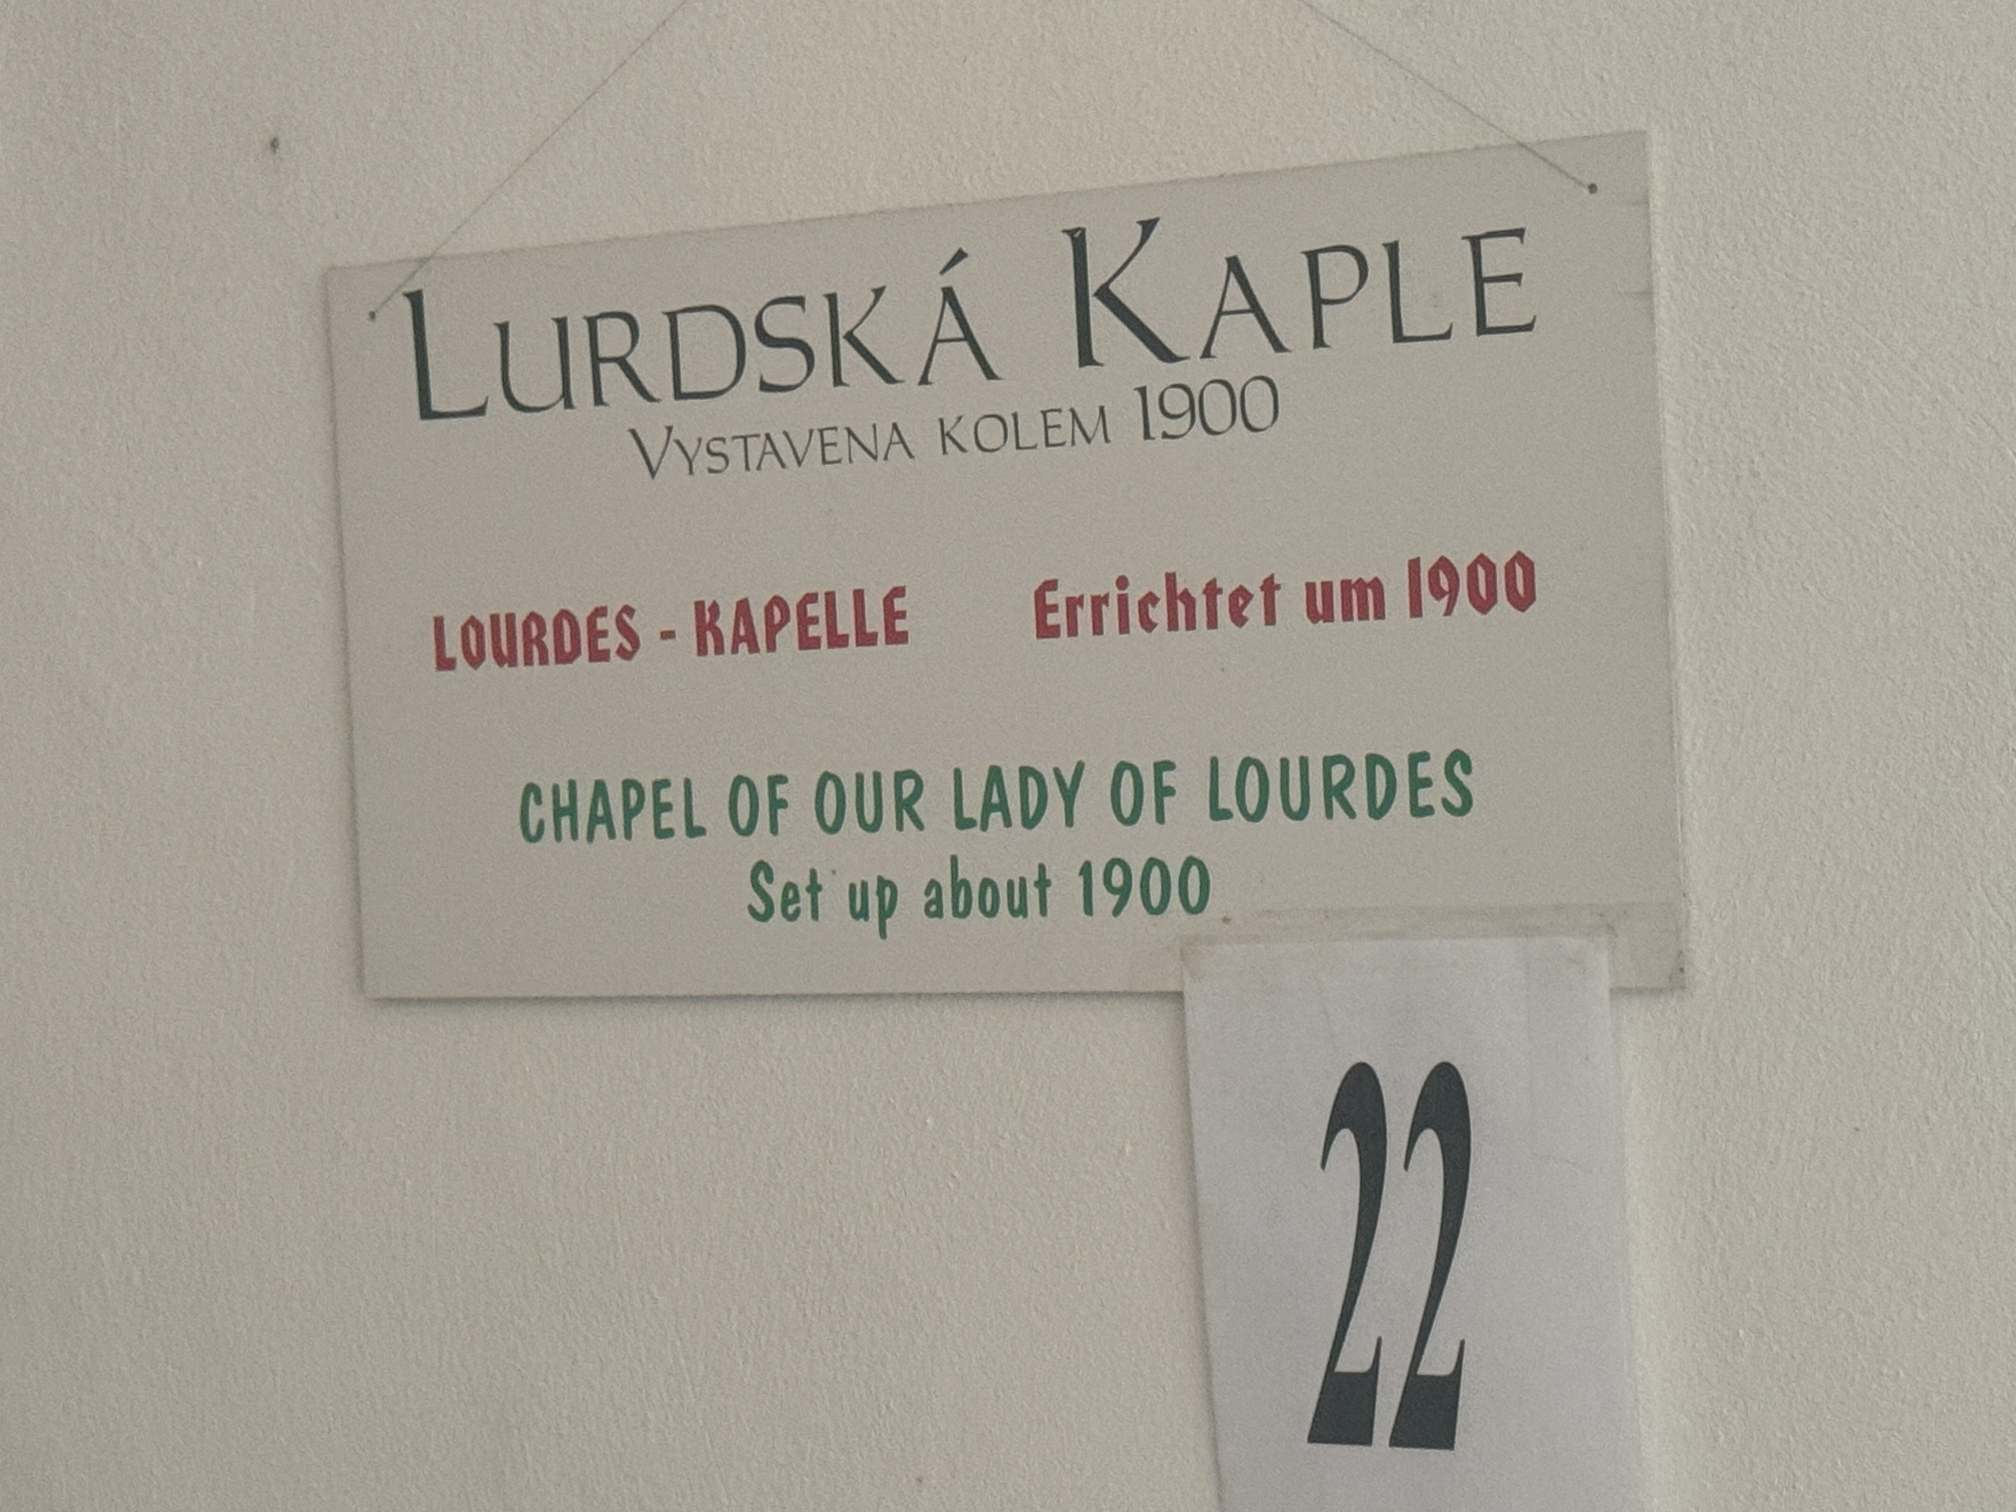 LURDSKÁ KAPLE
VYSTAVENA KOLEM 1900
LOURDES - KAPELLE Errichtet um 1900
CHAPEL OF OUR LADY OF LOURDES
Set up about 1900
22